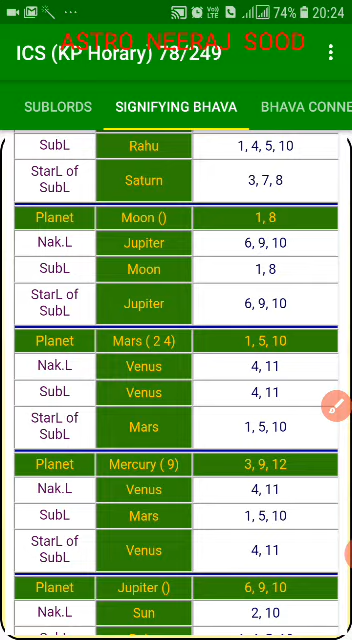 74% 20:24
ASTRO NEERAJ SOOD
ICS (KP Horary) 78/249
SUBLORDS SIGNIFYING BHAVA BHAVA CONNE
SubL Rahu 1, 4, 5, 10
StarL of SubL Saturn 3, 7, 8
Planet Moon () 1, 8
Nak.L Jupiter 6, 9, 10
SubL Moon 1, 8
StarL of SubL Jupiter 6, 9, 10
Planet Mars ( 2 4) 1, 5, 10
Nak.L Venus 4, 11
SubL Venus 4, 11
StarL of SubL Mars 1, 5, 10
Planet Mercury ( 9) 3, 9, 12
Nak.L Venus 4, 11
SubL Mars 1, 5, 10
StarL of SubL Venus 4, 11
Planet Jupiter () 6, 9, 10
Nak.L Sun 2, 10